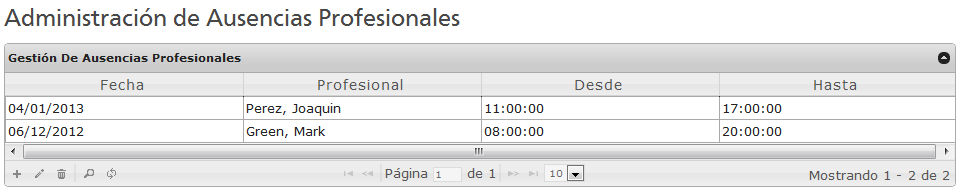 Administración de Ausencias Profesionales
Gestión De Ausencias Profesionales
Fecha Profesional Desde Hasta
04/01/2013 Perez, Joaquin 11:00:00 17:00:00
06/12/2012 Green, Mark 08:00:00 20:00:00
Página 1 de 1 10 Mostrando 1 - 2 de 2